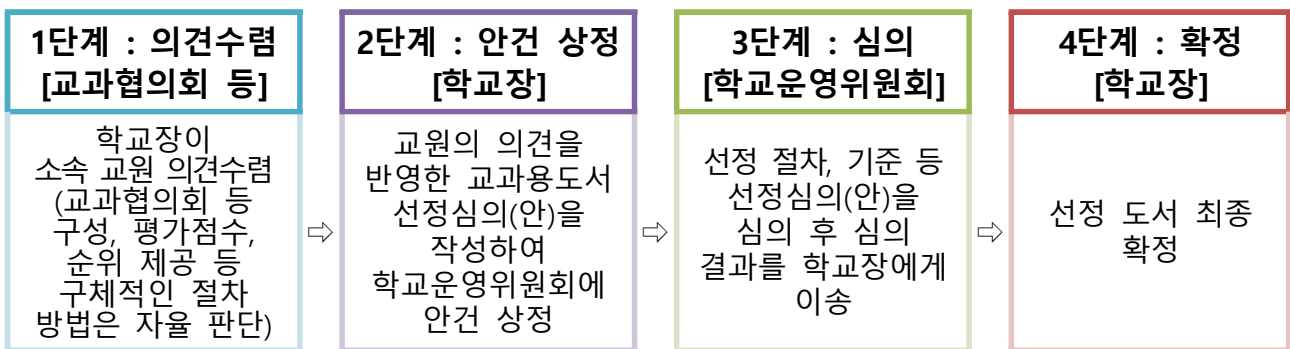 1단계 : 의견수렴
[교과협의회 등]
학교장이
소속 교원 의견수렴
(교과협의회 등
구성, 평가점수,
순위 제공 등
구체적인 절차
방법은 자율 판단)
⇨
2단계 : 안건 상정
[학교장]
교원의 의견을
반영한 교과용도서
선정심의(안)을
작성하여
학교운영위원회에
안건 상정
⇨
3단계 : 심의
[학교운영위원회]
선정 절차, 기준 등
선정심의(안)을
심의 후 심의
결과를 학교장에게
이송
⇨
4단계 : 확정
[학교장]
선정 도서 최종
확정